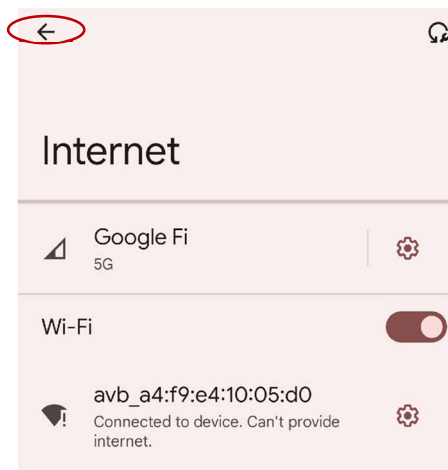 Internet
Google Fi
5G
Wi-Fi
avb_a4:f9:e4:10:05:d0
Connected to device. Can't provide
internet.